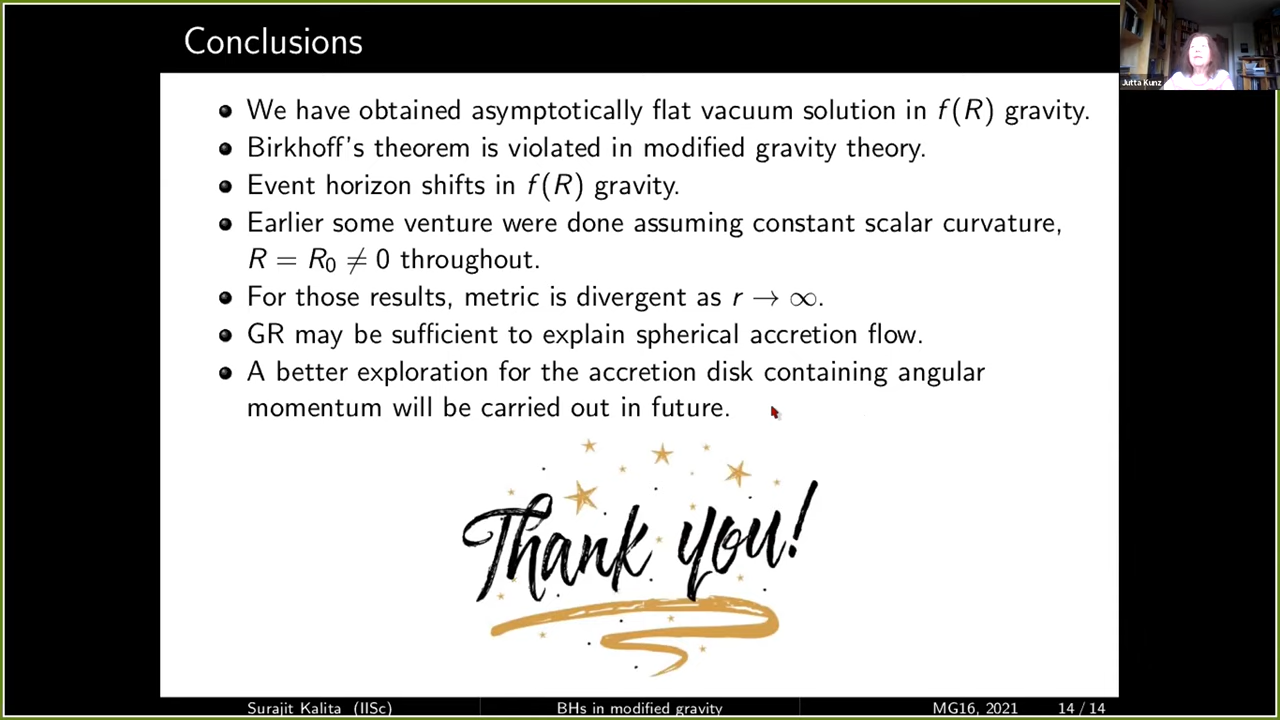 Conclusions
Jutta Kunz
We have obtained asymptotically flat vacuum solution in f(R) gravity.
Birkhoff's theorem is violated in modified gravity theory.
Event horizon shifts in f(R) gravity.
Earlier some venture were done assuming constant scalar curvature,
R = R₀ ≠ 0 throughout.
For those results, metric is divergent as r → ∞.
GR may be sufficient to explain spherical accretion flow.
A better exploration for the accretion disk containing angular
momentum will be carried out in future.
Thank you!
Surajit Kalita (IISc) BHs in modified gravity MG16, 2021 14 / 14